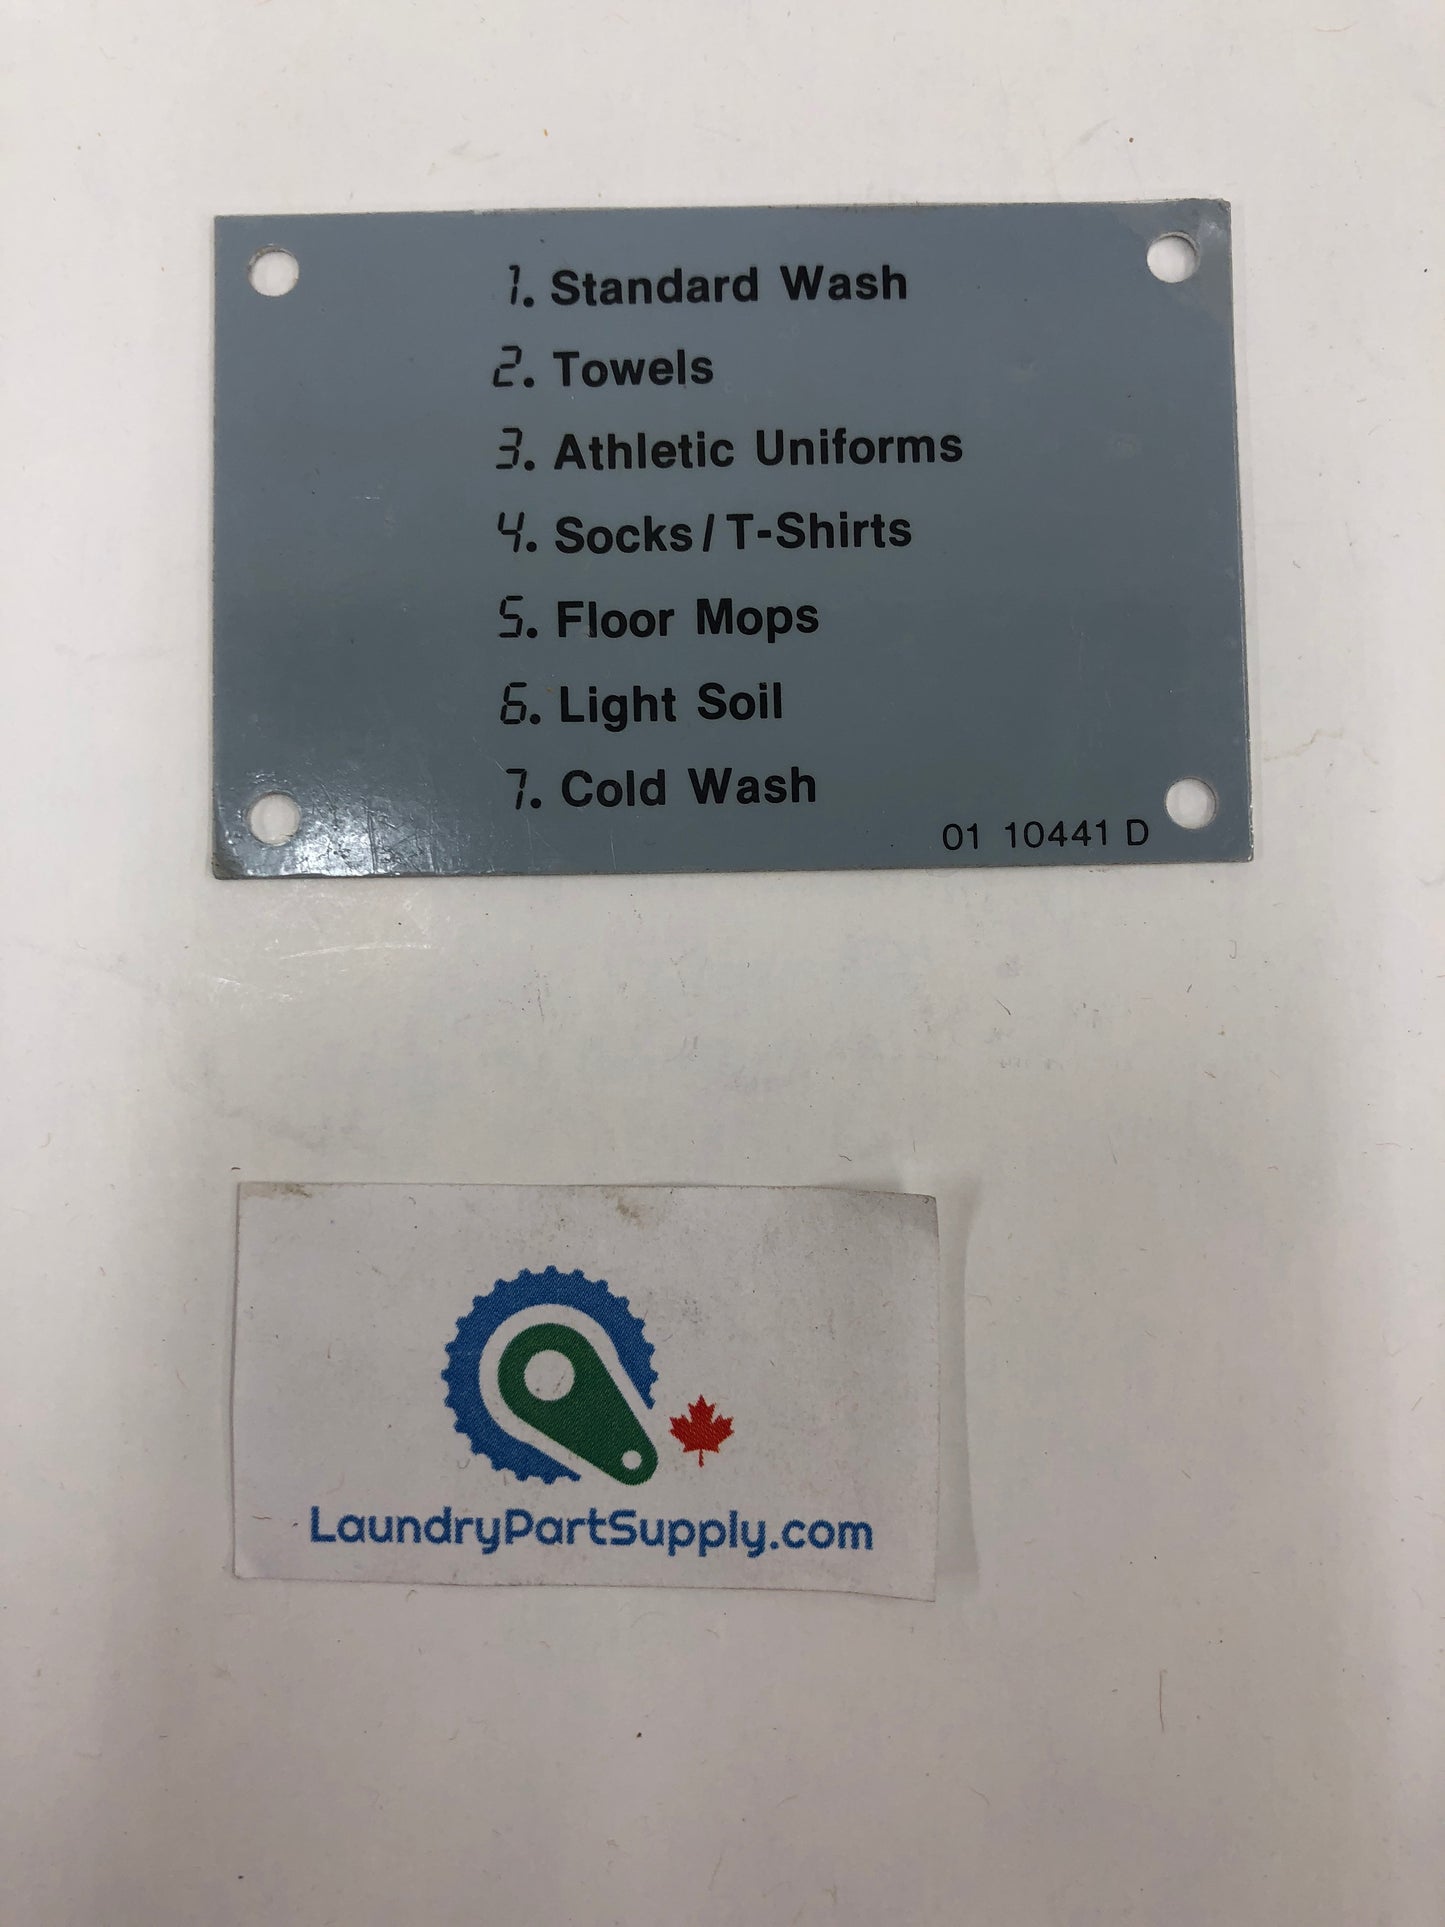 1. Standard Wash
2. Towels
3. Athletic Uniforms
4. Socks / T-Shirts
5. Floor Mops
6. Light Soil
7. Cold Wash
01 10441 D
LaundryPartSupply.com